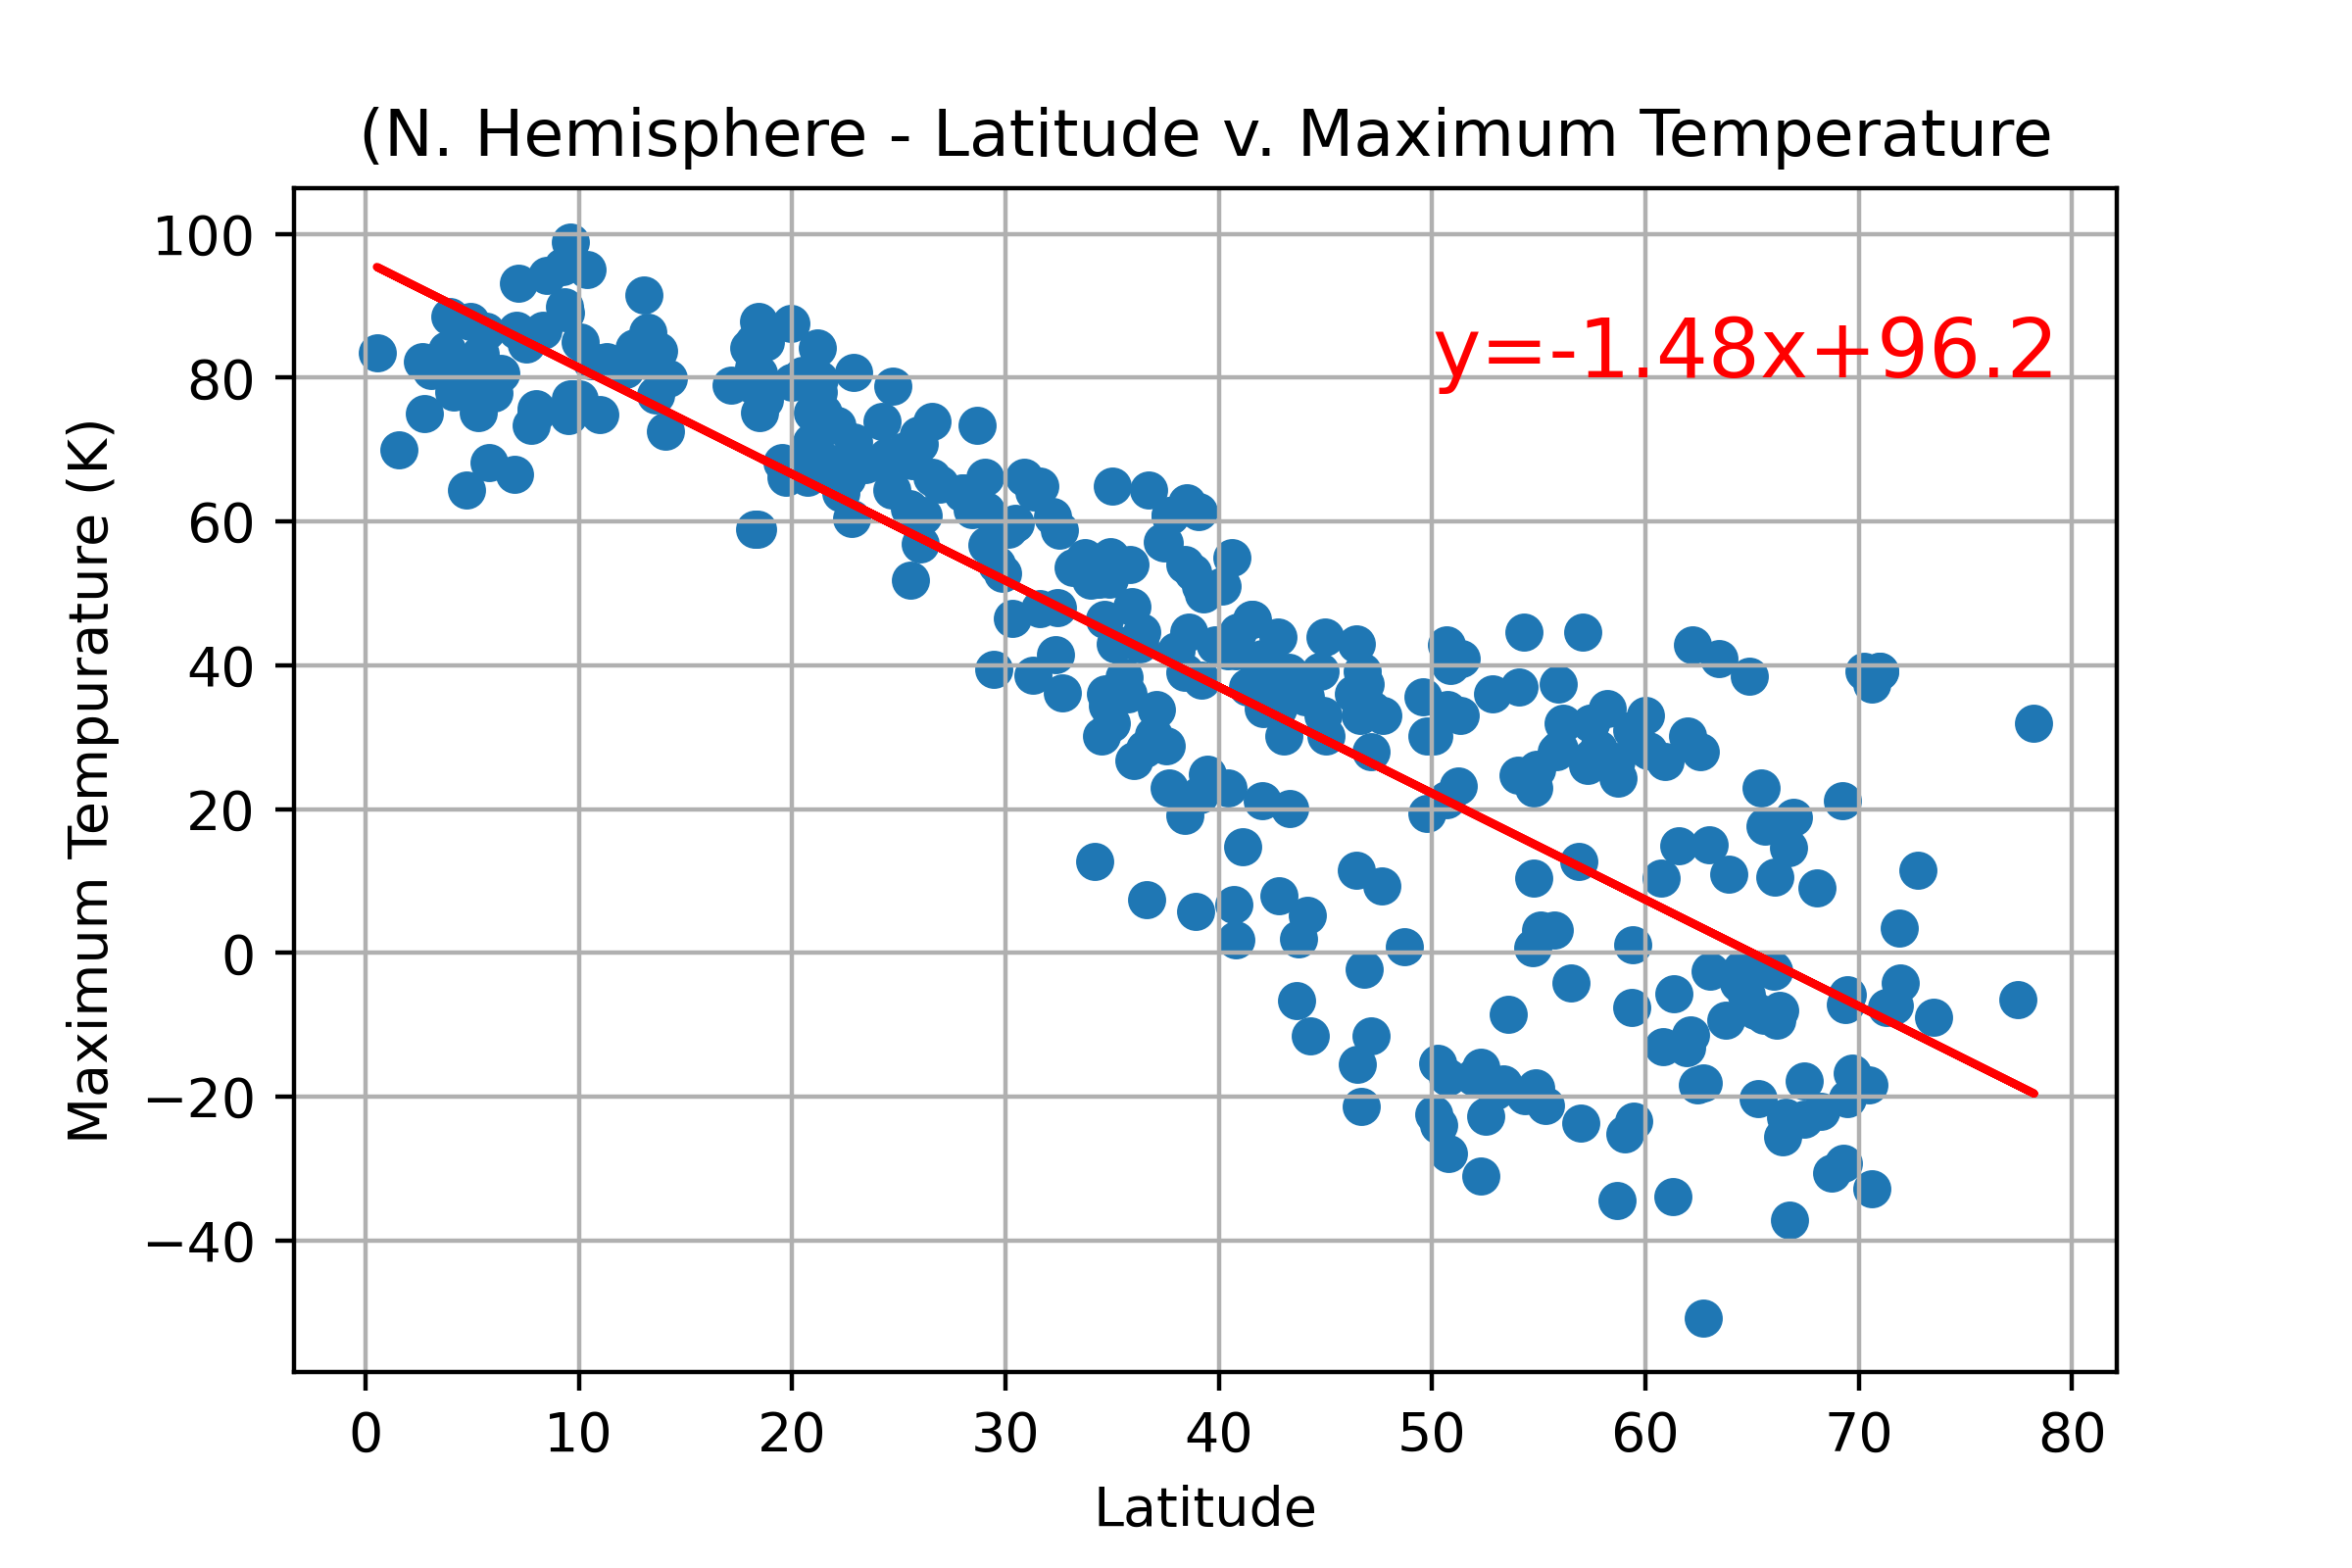 (N. Hemisphere - Latitude v. Maximum Temperature
y=-1.48x+96.2
Maximum Tempurature (K)
100
80
60
40
20
0
−20
−40
0 10 20 30 40 50 60 70 80
Latitude